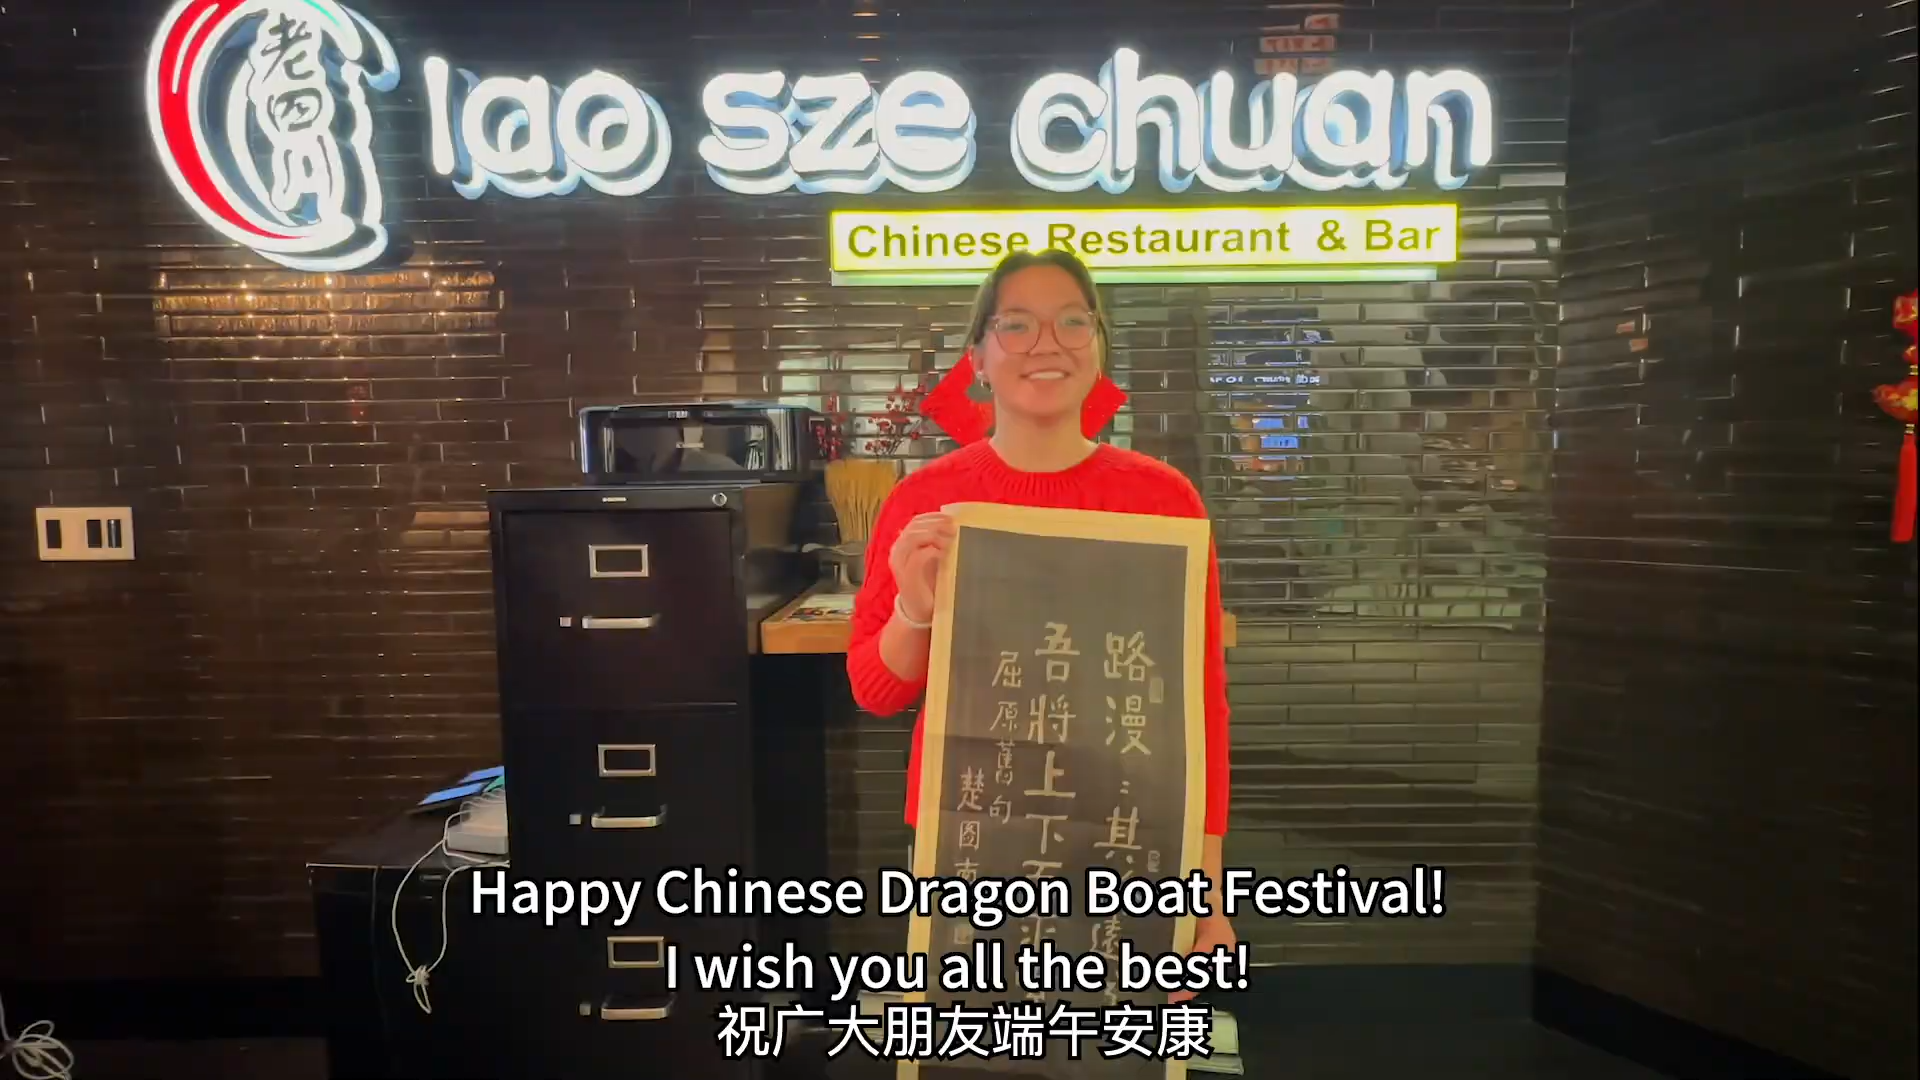 老四川
lao sze chuan
Chinese Restaurant & Bar
路漫:其
吾將上下
屈原舊句
楚圖
Happy Chinese Dragon Boat Festival!
I wish you all the best!
祝广大朋友端午安康